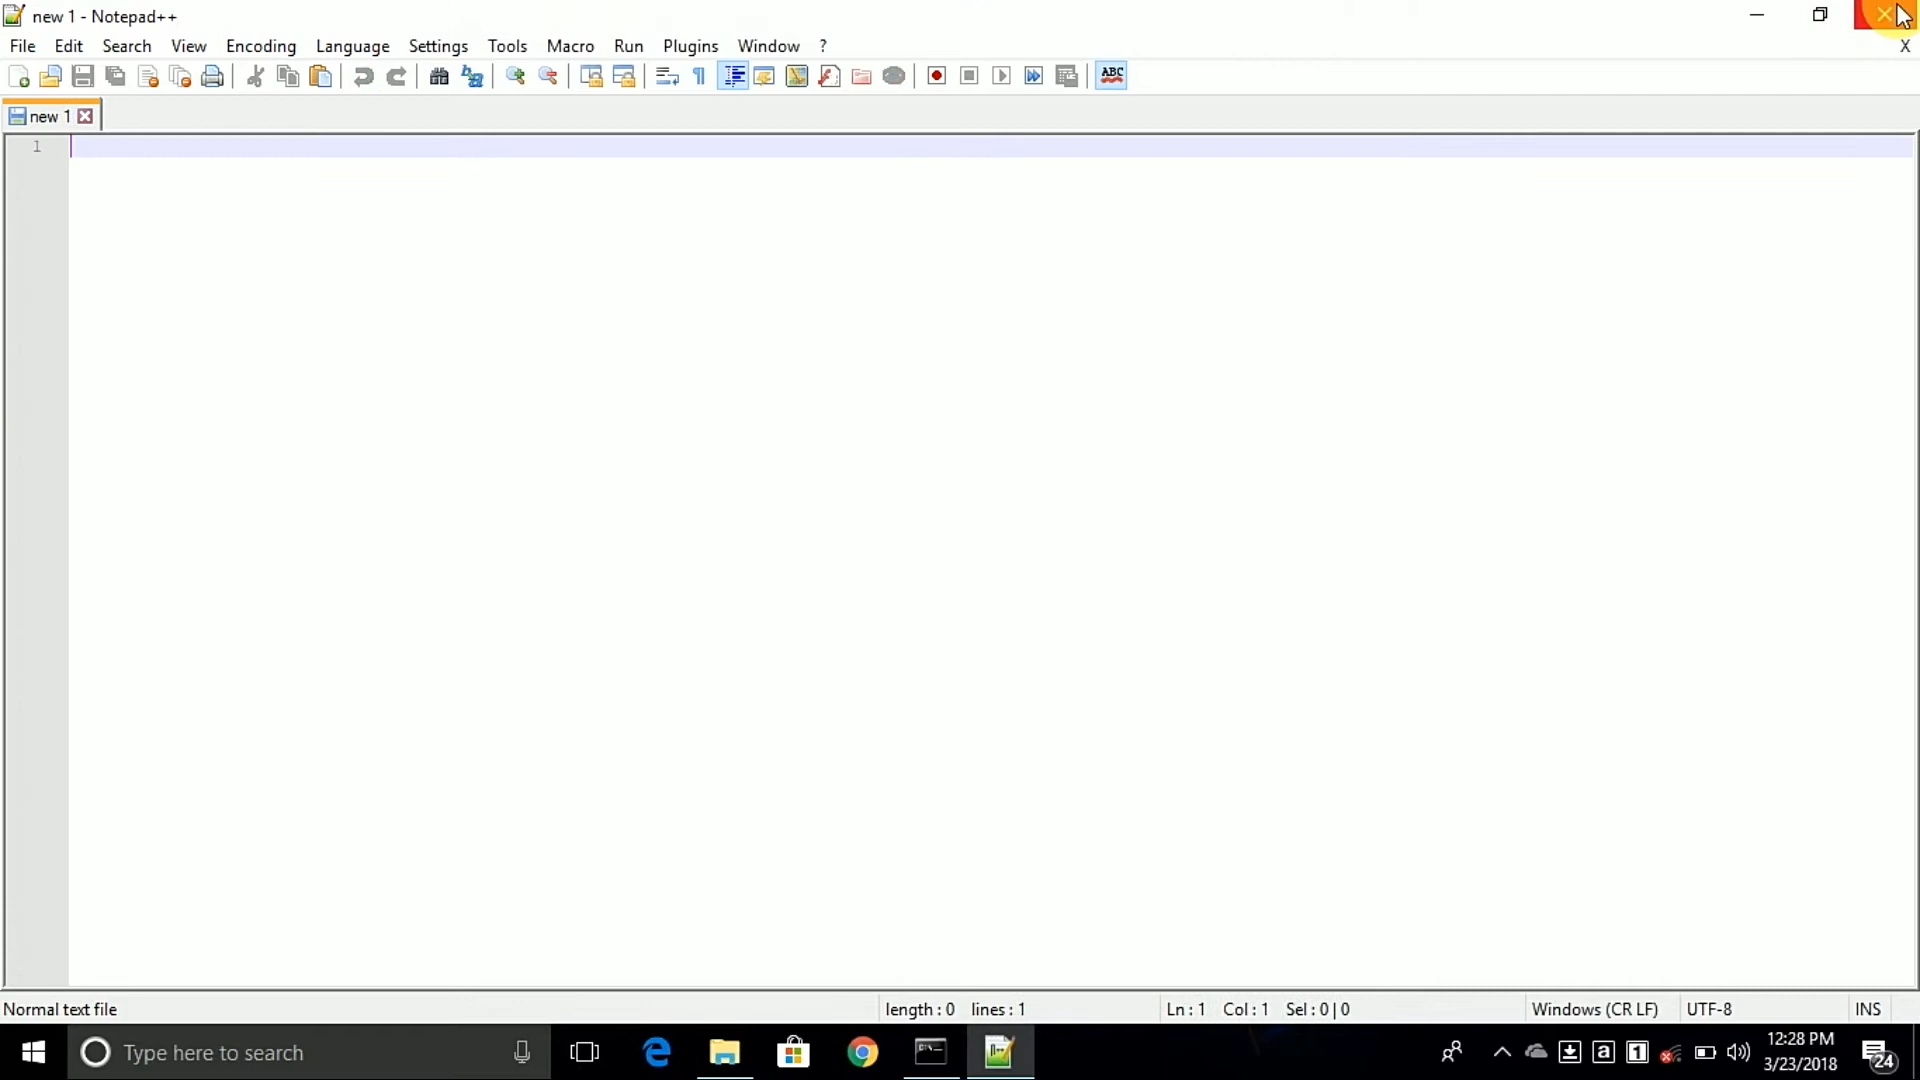 new 1 - Notepad++
File Edit Search View Encoding Language Settings Tools Macro Run Plugins Window ?
X
ABC
new 1
1
Normal text file
length : 0 lines : 1
Ln : 1 Col : 1 Sel : 0 | 0
Windows (CR LF)
UTF-8
INS
Type here to search
a
1
12:28 PM
3/23/2018
24